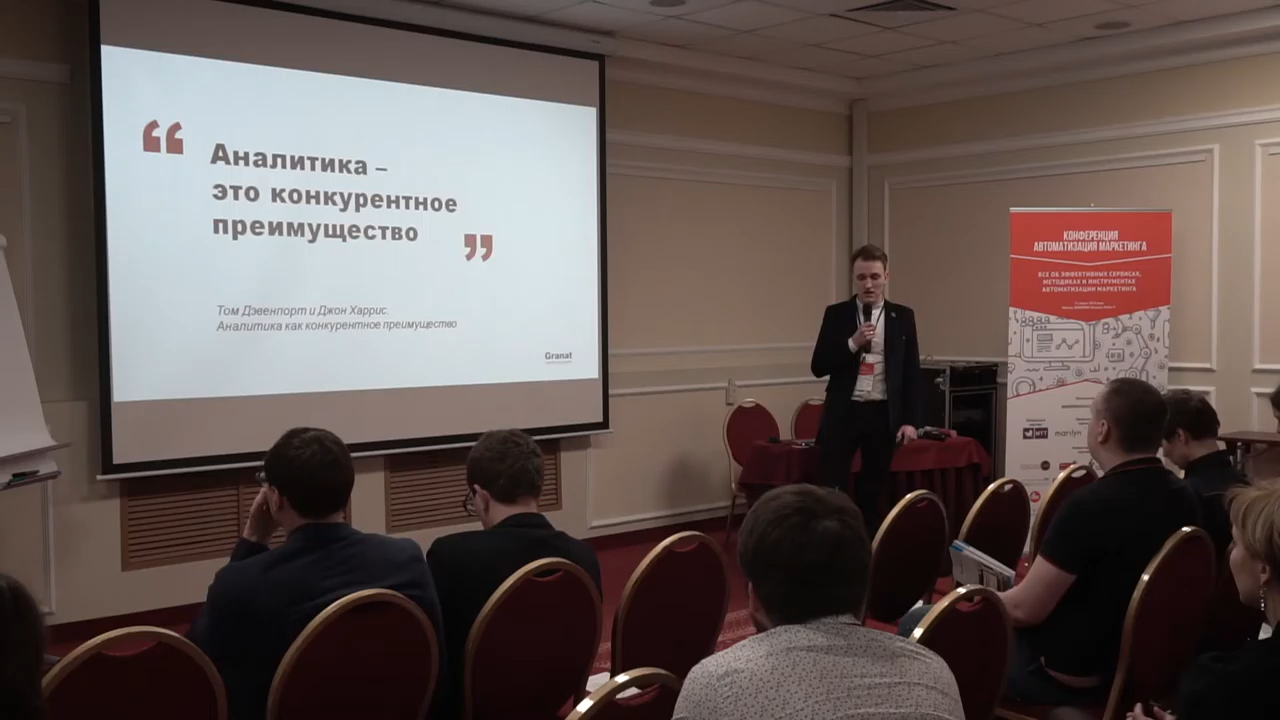 “ Аналитика –
это конкурентное
преимущество ”
Том Дэвенпорт и Джон Харрис.
Аналитика как конкурентное преимущество
Granat
КОНФЕРЕНЦИЯ
АВТОМАТИЗАЦИЯ МАРКЕТИНГА
ВСЕ ОБ ЭФФЕКТИВНЫХ СЕРВИСАХ,
МЕТОДИКАХ И ИНСТРУМЕНТАХ
АВТОМАТИЗАЦИИ МАРКЕТИНГА
MTT
marilyn